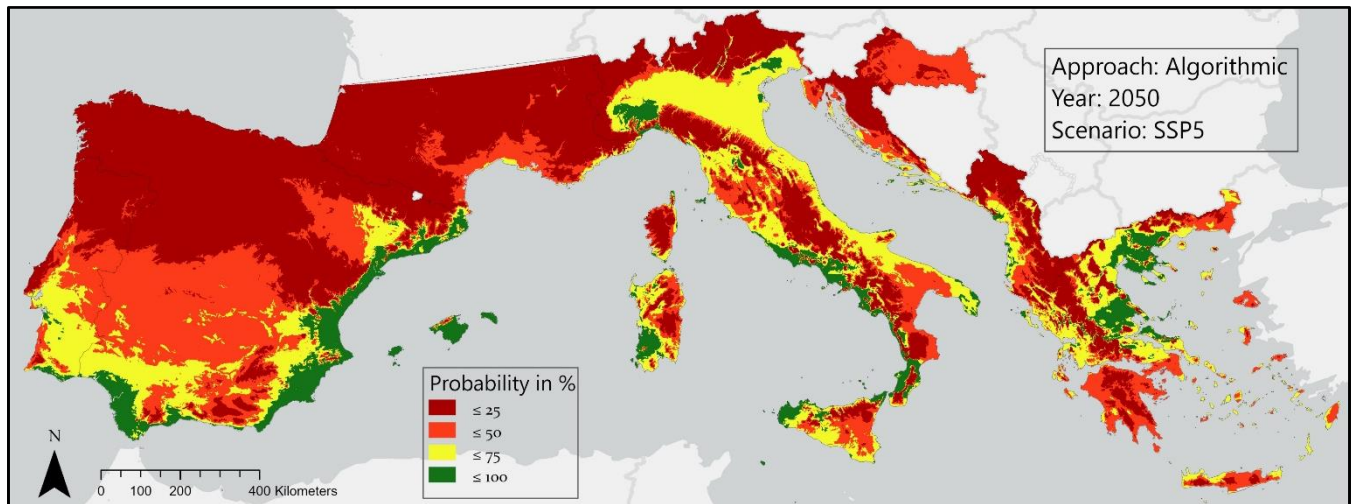 Approach: Algorithmic
Year: 2050
Scenario: SSP5
Probability in %
≤ 25
≤ 50
≤ 75
≤ 100
N
0 100 200 400 Kilometers